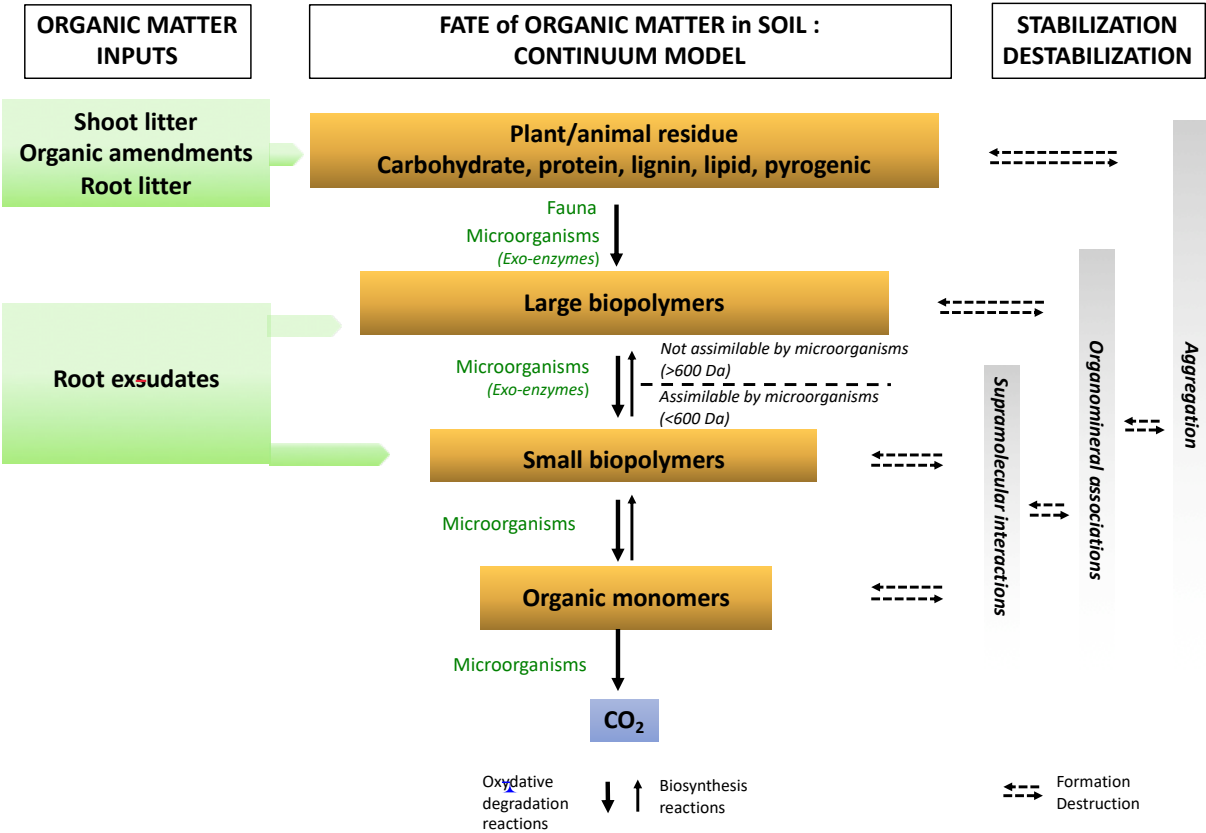 ORGANIC MATTER
INPUTS
FATE of ORGANIC MATTER in SOIL :
CONTINUUM MODEL
STABILIZATION
DESTABILIZATION
Shoot litter
Organic amendments
Root litter
Plant/animal residue
Carbohydrate, protein, lignin, lipid, pyrogenic
Fauna
Microorganisms
(Exo-enzymes)
Large biopolymers
Root exsudates
Microorganisms
(Exo-enzymes)
Not assimilable by microorganisms
(>600 Da)
Assimilable by microorganisms
(<600 Da)
Small biopolymers
Microorganisms
Organic monomers
Microorganisms
CO2
Supramolecular interactions
Organomineral associations
Aggregation
Oxydative
degradation
reactions
Biosynthesis
reactions
Formation
Destruction